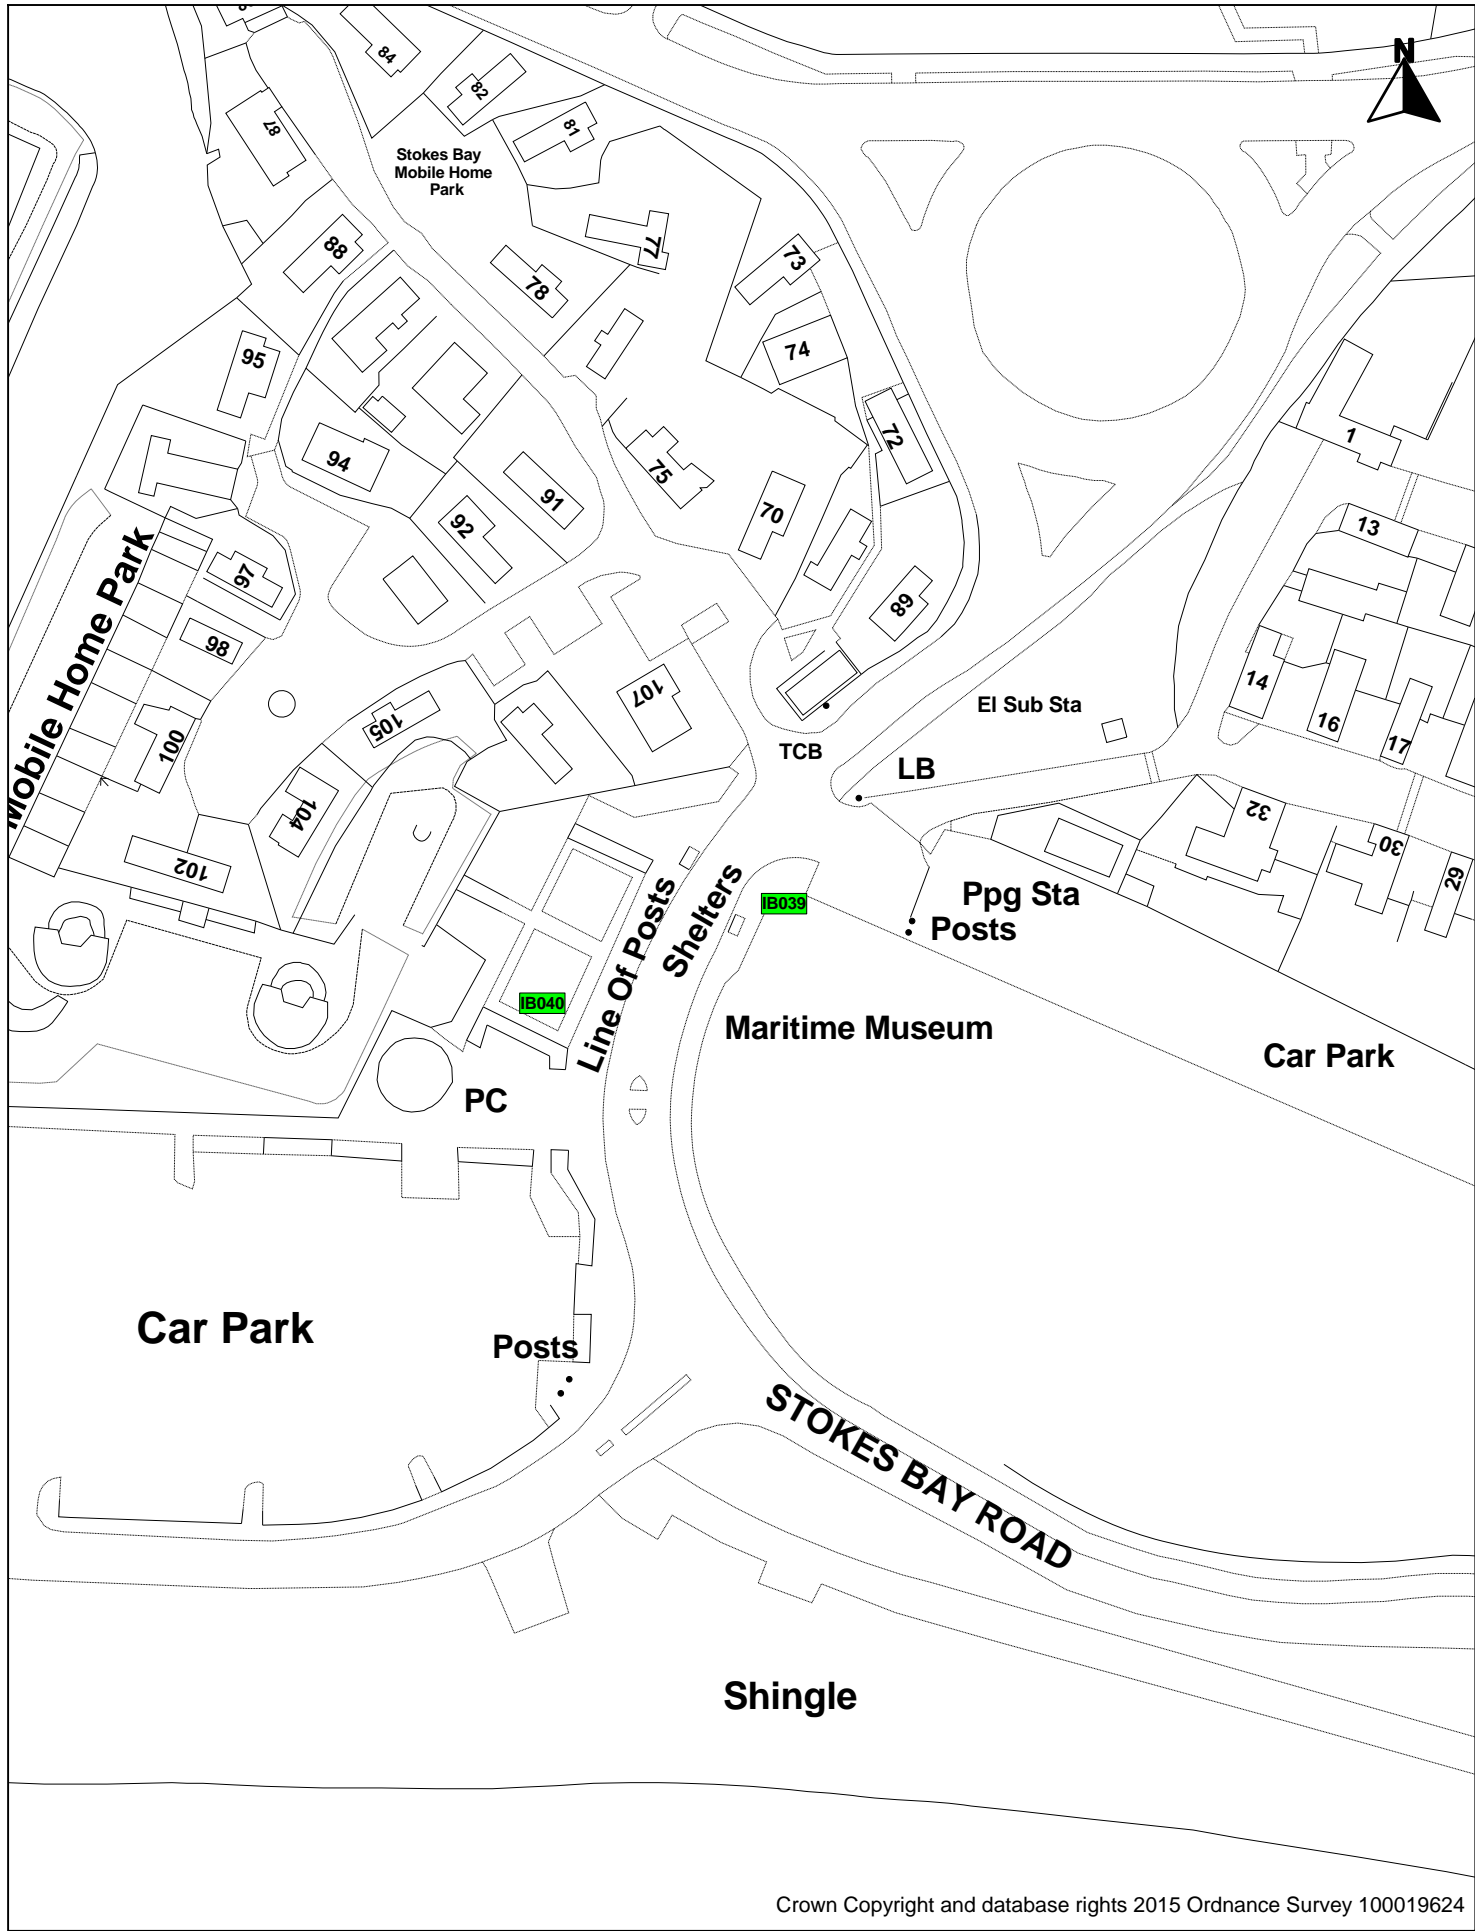 N
84
82
87
81
Stokes Bay
Mobile Home
Park
88
77
73
78
74
95
1
72
94
75
91
70
92
13
97
89
98
14
107
El Sub Sta
105
16
17
100
TCB
LB
Mobile Home Park
104
32
30
102
29
IB039
Ppg Sta
Posts
Shelters
Line Of Posts
IB040
Maritime Museum
Car Park
PC
Car Park
Posts
STOKES BAY ROAD
Shingle
Crown Copyright and database rights 2015 Ordnance Survey 100019624